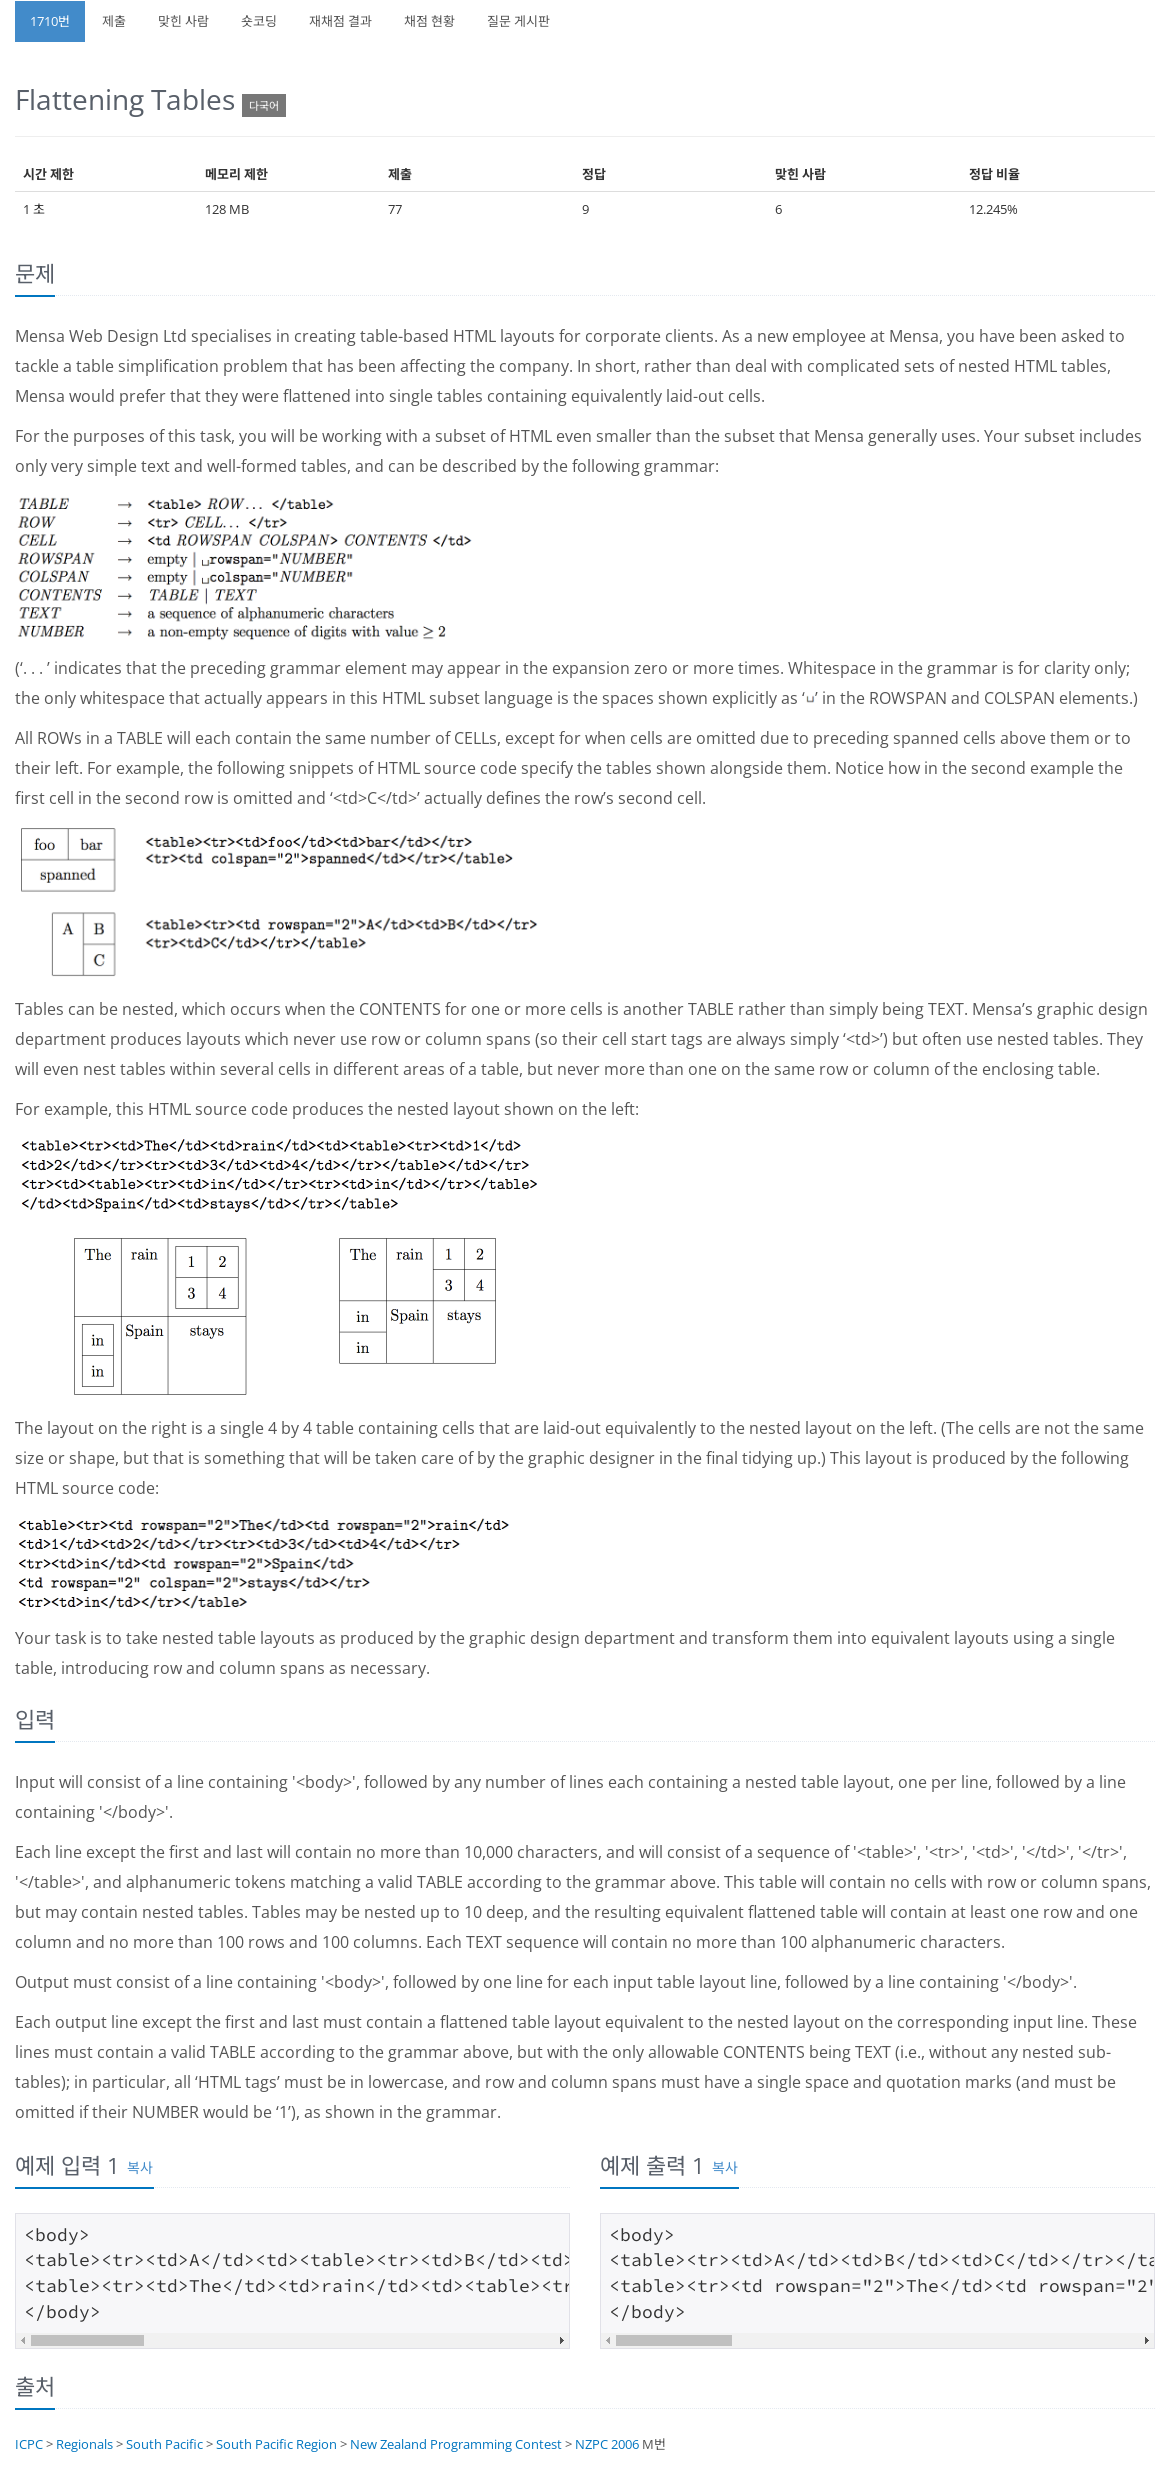 1710번 제출 맞힌 사람 숏코딩 재채점 결과 채점 현황 질문 게시판
Flattening Tables 다국어
시간 제한 메모리 제한 제출 정답 맞힌 사람 정답 비율
1 초 128 MB 77 9 6 12.245%
문제
Mensa Web Design Ltd specialises in creating table-based HTML layouts for corporate clients. As a new employee at Mensa, you have been asked to
tackle a table simplification problem that has been affecting the company. In short, rather than deal with complicated sets of nested HTML tables,
Mensa would prefer that they were flattened into single tables containing equivalently laid-out cells.
For the purposes of this task, you will be working with a subset of HTML even smaller than the subset that Mensa generally uses. Your subset includes
only very simple text and well-formed tables, and can be described by the following grammar:
TABLE → <table> ROW... </table>
ROW → <tr> CELL... </tr>
CELL → <td ROWSPAN COLSPAN> CONTENTS </td>
ROWSPAN → empty | ␣rowspan="NUMBER"
COLSPAN → empty | ␣colspan="NUMBER"
CONTENTS → TABLE | TEXT
TEXT → a sequence of alphanumeric characters
NUMBER → a non-empty sequence of digits with value ≥ 2
(‘. . . ’ indicates that the preceding grammar element may appear in the expansion zero or more times. Whitespace in the grammar is for clarity only;
the only whitespace that actually appears in this HTML subset language is the spaces shown explicitly as ‘␣’ in the ROWSPAN and COLSPAN elements.)
All ROWs in a TABLE will each contain the same number of CELLs, except for when cells are omitted due to preceding spanned cells above them or to
their left. For example, the following snippets of HTML source code specify the tables shown alongside them. Notice how in the second example the
first cell in the second row is omitted and ‘<td>C</td>’ actually defines the row’s second cell.
foo bar <table><tr><td>foo</td><td>bar</td></tr>
spanned <tr><td colspan="2">spanned</td></tr></table>
A B <table><tr><td rowspan="2">A</td><td>B</td></tr>
C <tr><td>C</td></tr></table>
Tables can be nested, which occurs when the CONTENTS for one or more cells is another TABLE rather than simply being TEXT. Mensa’s graphic design
department produces layouts which never use row or column spans (so their cell start tags are always simply ‘<td>’) but often use nested tables. They
will even nest tables within several cells in different areas of a table, but never more than one on the same row or column of the enclosing table.
For example, this HTML source code produces the nested layout shown on the left:
<table><tr><td>The</td><td>rain</td><td><table><tr><td>1</td>
<td>2</td></tr><tr><td>3</td><td>4</td></tr></table></td></tr>
<tr><td><table><tr><td>in</td></tr><tr><td>in</td></tr></table>
</td><td>Spain</td><td>stays</td></tr></table>
The rain 1 2 The rain 1 2
3 4 3 4
in Spain stays in Spain stays
in in
The layout on the right is a single 4 by 4 table containing cells that are laid-out equivalently to the nested layout on the left. (The cells are not the same
size or shape, but that is something that will be taken care of by the graphic designer in the final tidying up.) This layout is produced by the following
HTML source code:
<table><tr><td rowspan="2">The</td><td rowspan="2">rain</td>
<td>1</td><td>2</td></tr><tr><td>3</td><td>4</td></tr>
<tr><td>in</td><td rowspan="2">Spain</td>
<td rowspan="2" colspan="2">stays</td></tr>
<tr><td>in</td></tr></table>
Your task is to take nested table layouts as produced by the graphic design department and transform them into equivalent layouts using a single
table, introducing row and column spans as necessary.
입력
Input will consist of a line containing '<body>', followed by any number of lines each containing a nested table layout, one per line, followed by a line
containing '</body>'.
Each line except the first and last will contain no more than 10,000 characters, and will consist of a sequence of '<table>', '<tr>', '<td>', '</td>', '</tr>',
'</table>', and alphanumeric tokens matching a valid TABLE according to the grammar above. This table will contain no cells with row or column spans,
but may contain nested tables. Tables may be nested up to 10 deep, and the resulting equivalent flattened table will contain at least one row and one
column and no more than 100 rows and 100 columns. Each TEXT sequence will contain no more than 100 alphanumeric characters.
Output must consist of a line containing '<body>', followed by one line for each input table layout line, followed by a line containing '</body>'.
Each output line except the first and last must contain a flattened table layout equivalent to the nested layout on the corresponding input line. These
lines must contain a valid TABLE according to the grammar above, but with the only allowable CONTENTS being TEXT (i.e., without any nested sub-
tables); in particular, all ‘HTML tags’ must be in lowercase, and row and column spans must have a single space and quotation marks (and must be
omitted if their NUMBER would be ‘1’), as shown in the grammar.
예제 입력 1 복사
<body>
<table><tr><td>A</td><td><table><tr><td>B</td><td>
<table><tr><td>The</td><td>rain</td><td><table><tr
</body>
예제 출력 1 복사
<body>
<table><tr><td>A</td><td>B</td><td>C</td></tr></ta
<table><tr><td rowspan="2">The</td><td rowspan="2"
</body>
출처
ICPC > Regionals > South Pacific > South Pacific Region > New Zealand Programming Contest > NZPC 2006 M번